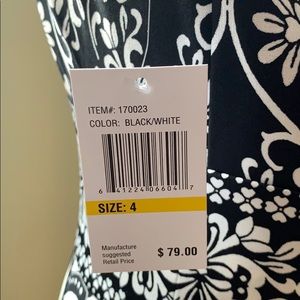 ITEM#: 170023
COLOR: BLACK/WHITE
6 41224 06604 7
SIZE: 4
Manufacture
suggested
Retail Price
$ 79.00